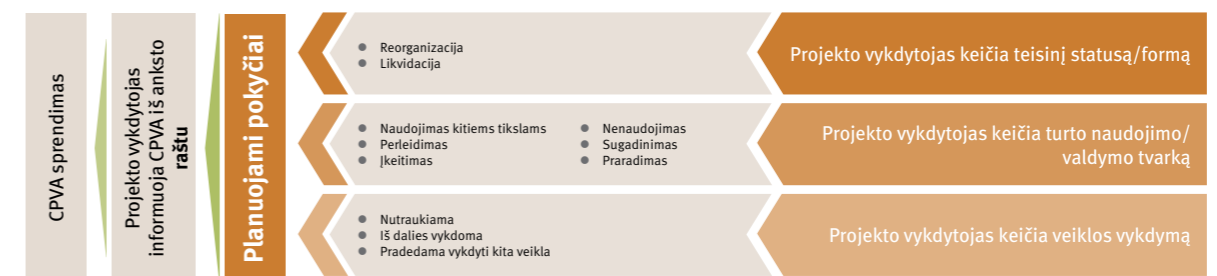 CPVA sprendimas
Projekto vykdytojas
informuoja CPVA iš anksto
raštu
Planuojami pokyčiai
Reorganizacija
Likvidacija
Projekto vykdytojas keičia teisinį statusą/formą
Naudojimas kitiems tikslams
Perleidimas
Įkeitimas
Nenaudojimas
Sugadinimas
Praradimas
Projekto vykdytojas keičia turto naudojimo/
valdymo tvarką
Nutraukiama
Iš dalies vykdoma
Pradedama vykdyti kita veikla
Projekto vykdytojas keičia veiklos vykdymą